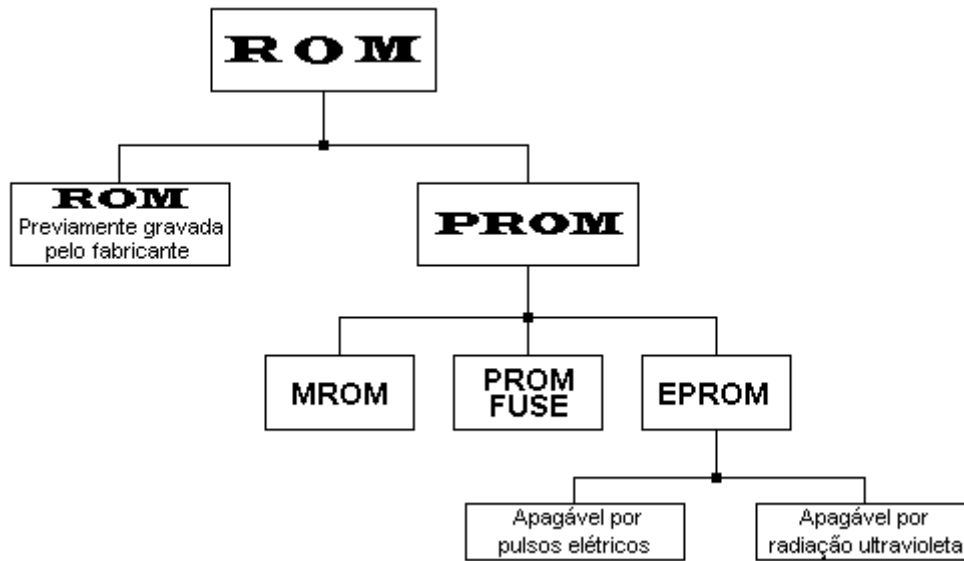 ROM
ROM
Previamente gravada
pelo fabricante
PROM
MROM
PROM
FUSE
EPROM
Apagável por
pulsos elétricos
Apagável por
radiação ultravioleta